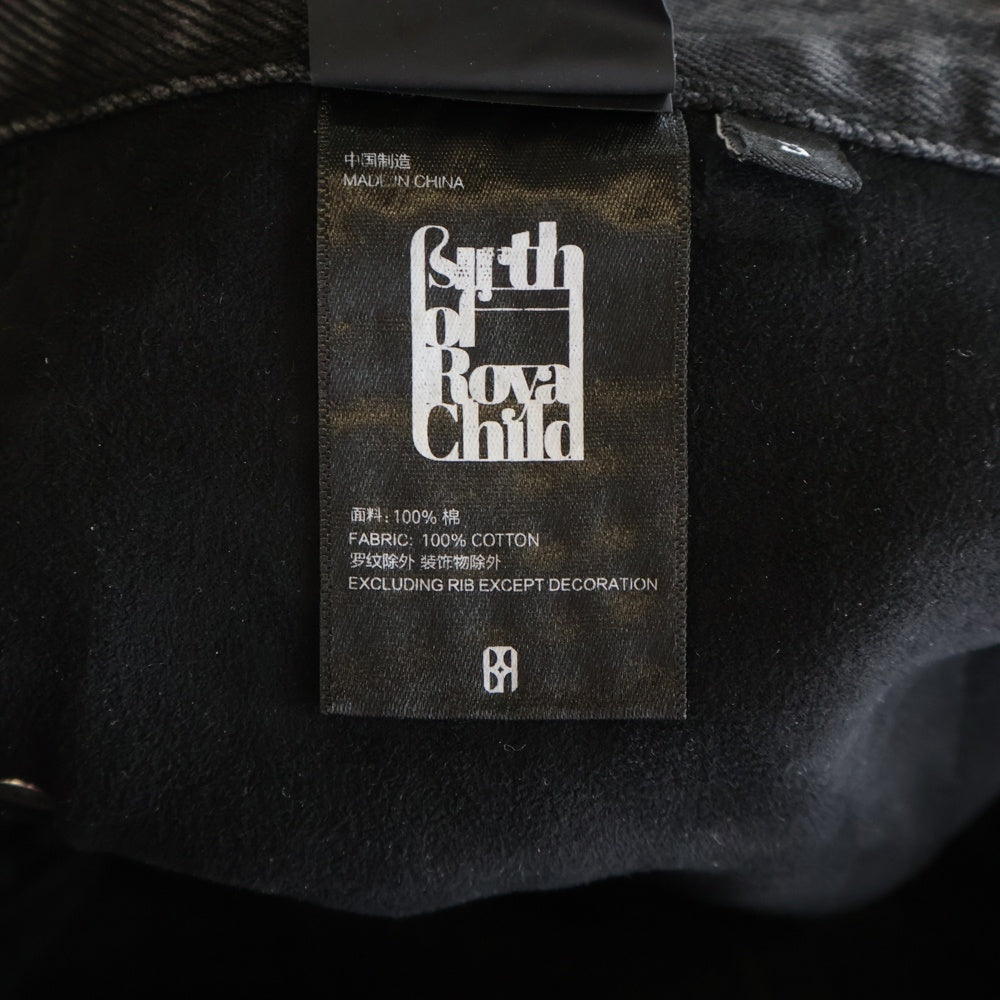 中国制造
MADE IN CHINA
Birth
of
Royal
Child
面料: 100% 棉
FABRIC: 100% COTTON
罗纹除外 装饰物除外
EXCLUDING RIB EXCEPT DECORATION